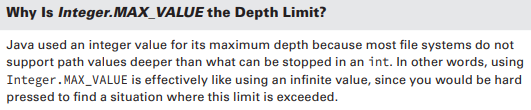 Why Is Integer.MAX_VALUE the Depth Limit?
Java used an integer value for its maximum depth because most file systems do not
support path values deeper than what can be stopped in an int. In other words, using
Integer.MAX_VALUE is effectively like using an infinite value, since you would be hard
pressed to find a situation where this limit is exceeded.